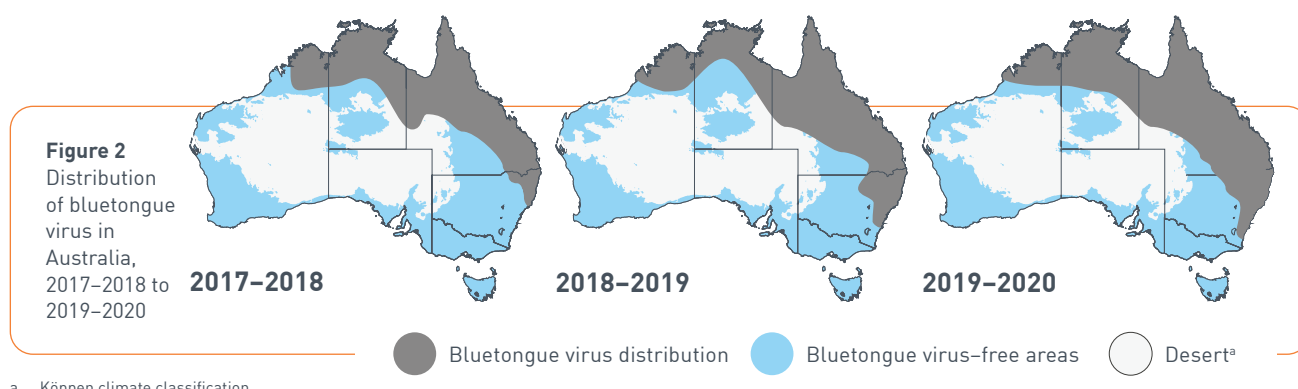 Figure 2
Distribution
of bluetongue
virus in
Australia,
2017–2018 to
2019–2020
2017–2018
2018–2019
2019–2020
Bluetongue virus distribution
Bluetongue virus–free areas
Desertᵃ
a Köppen climate classification